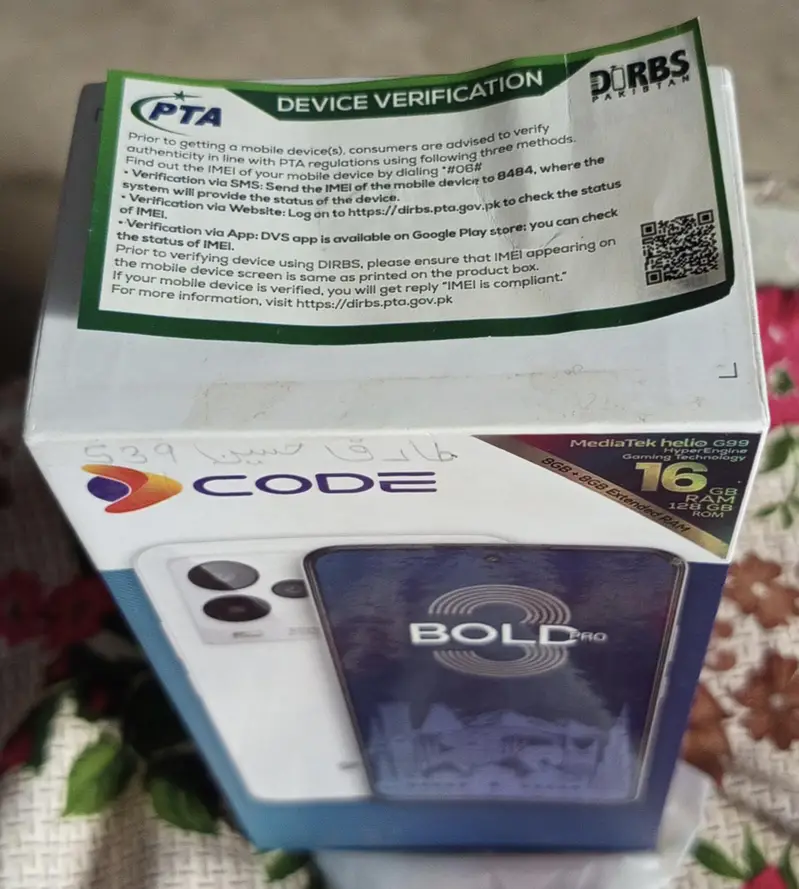 PTA
DEVICE VERIFICATION
DIRBS
PAKISTAN
Prior to getting a mobile device(s), consumers are advised to verify
authenticity in line with PTA regulations using following three methods.
Find out the IMEI of your mobile device by dialing *#06#
• Verification via SMS: Send the IMEI of the mobile device to 8484, where the
system will provide the status of the device.
• Verification via Website: Log on to https://dirbs.pta.gov.pk to check the status
of IMEI.
• Verification via App: DVS app is available on Google Play store; you can check
the status of IMEI.
Prior to verifying device using DIRBS, please ensure that IMEI appearing on
the mobile device screen is same as printed on the product box.
If your mobile device is verified, you will get reply "IMEI is compliant."
For more information, visit https://dirbs.pta.gov.pk
طارق حسین 539
DCODE
MediaTek helio G99
HyperEngine
Gaming Technology
16 GB
RAM
128 GB
ROM
8GB + 8GB Extended RAM
BOLD 3 PRO